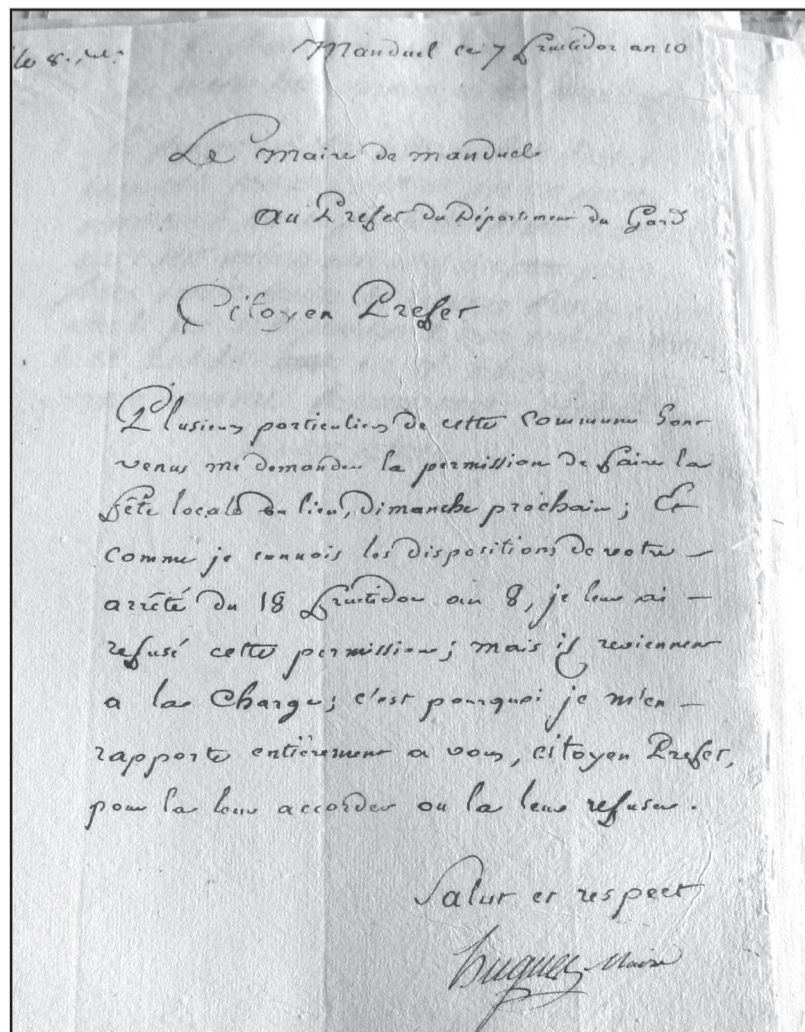 le 8.
Manduel ce 7 fructidor an 10
Le maire de manduel
au Prefet du Département du Gard
Citoyen Prefet
Plusieurs particuliers de cette commune sont
venus me demander la permission de faire la
fête locale du lieu, dimanche prochain; Et
comme je connois les dispositions de votre —
arrêté du 18 fructidor an 8, je leur ai —
refusé cette permission; mais ils reviennent
a la charge; c'est pourquoi je m'en —
rapporte entièrement a vous, citoyen Prefet,
pour la leur accorder ou la leur refuser.
Salut et respect
hugues maire